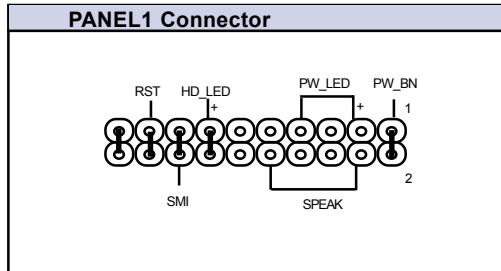 PANEL1 Connector
RST HD_LED PW_LED PW_BN
+ + 1
2
SMI SPEAK